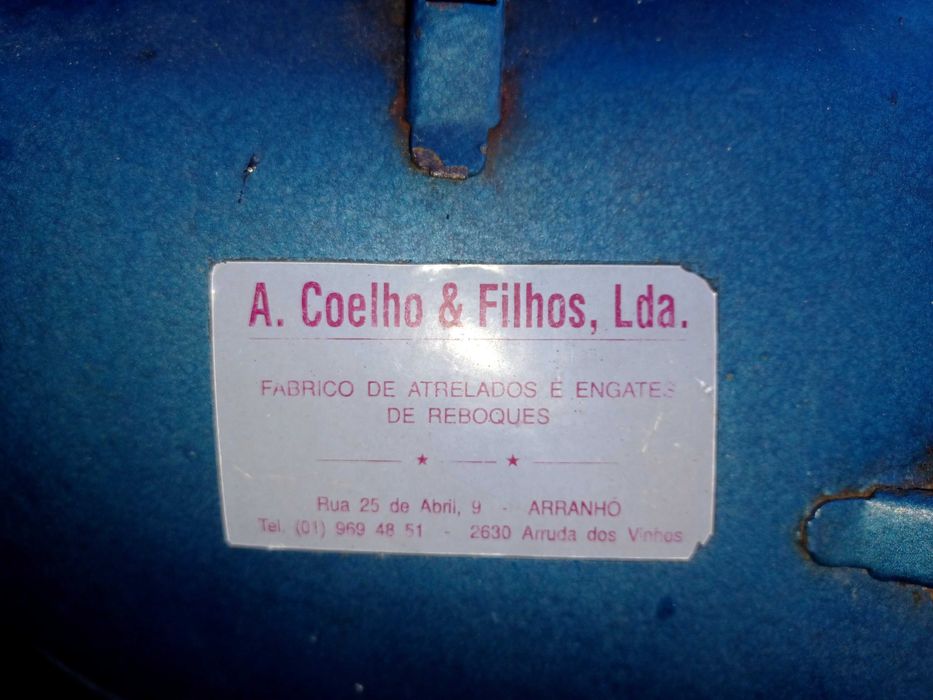 A. Coelho & Filhos, Lda.
FABRICO DE ATRELADOS E ENGATES
DE REBOQUES
Rua 25 de Abril, 9 - ARRANHÓ
Tel. (01) 969 48 51 - 2630 Arruda dos Vinhos